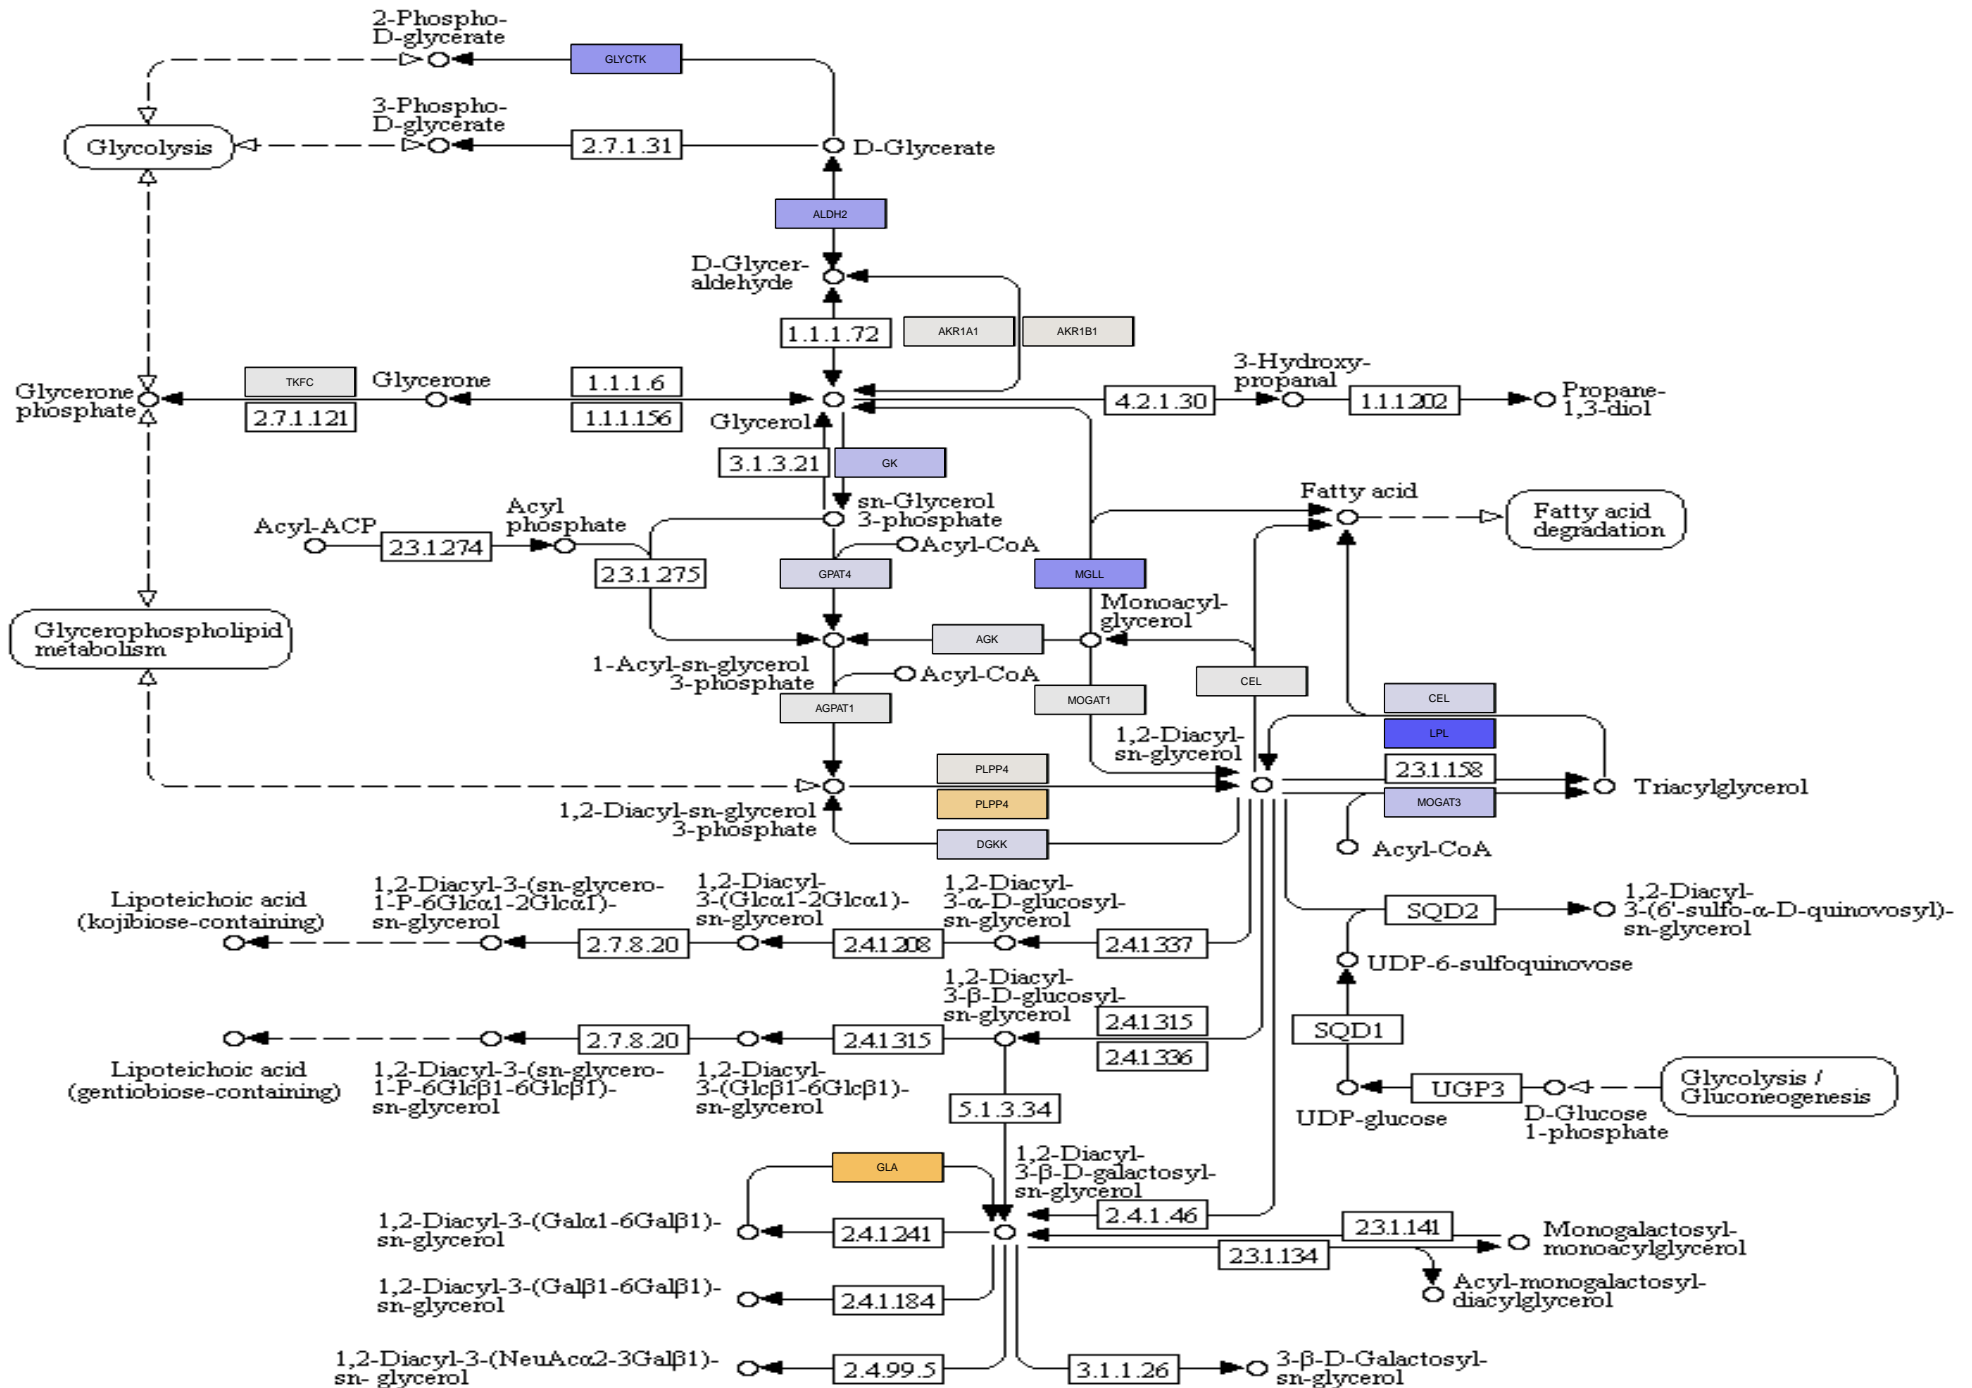 2-Phospho-
D-glycerate
GLYCTK
3-Phospho-
D-glycerate
Glycolysis
2.7.1.31
D-Glycerate
ALDH2
D-Glycer-
aldehyde
1.1.1.72
AKR1A1
AKR1B1
3-Hydroxy-
propanal
Glycerone
phosphate
TKFC
2.7.1.121
Glycerone
1.1.1.6
1.1.1.156
Glycerol
4.2.1.30
1.1.1.202
Propane-
1,3-diol
3.1.3.21
GK
sn-Glycerol
3-phosphate
Acyl-ACP
2.3.1.274
Acyl
phosphate
2.3.1.275
Acyl-CoA
GPAT4
MGLL
Fatty acid
Fatty acid
degradation
Monoacyl-
glycerol
Glycerophospholipid
metabolism
AGK
1-Acyl-sn-glycerol
3-phosphate
Acyl-CoA
AGPAT1
MOGAT1
CEL
CEL
LPL
2.3.1.158
MOGAT3
1,2-Diacyl-
sn-glycerol
Triacylglycerol
Acyl-CoA
PLPP4
PLPP4
DGKK
1,2-Diacyl-sn-glycerol
3-phosphate
Lipoteichoic acid
(kojibiose-containing)
1,2-Diacyl-3-(sn-glycero-
1-P-6Glcα1-2Glcα1)-
sn-glycerol
2.7.8.20
1,2-Diacyl-
3-(Glcα1-2Glcα1)-
sn-glycerol
2.4.1.208
1,2-Diacyl-
3-α-D-glucosyl-
sn-glycerol
2.4.1.337
SQD2
1,2-Diacyl-
3-(6'-sulfo-α-D-quinovosyl)-
sn-glycerol
UDP-6-sulfoquinovose
SQD1
1,2-Diacyl-
3-β-D-glucosyl-
sn-glycerol
2.4.1.315
2.4.1.336
2.7.8.20
2.4.1.315
Lipoteichoic acid
(gentiobiose-containing)
1,2-Diacyl-3-(sn-glycero-
1-P-6Glcβ1-6Glcβ1)-
sn-glycerol
1,2-Diacyl-
3-(Glcβ1-6Glcβ1)-
sn-glycerol
5.1.3.34
UDP-glucose
UGP3
D-Glucose
1-phosphate
Glycolysis /
Gluconeogenesis
GLA
1,2-Diacyl-
3-β-D-galactosyl-
sn-glycerol
2.4.1.46
1,2-Diacyl-3-(Galα1-6Galβ1)-
sn-glycerol
2.4.1.241
2.3.1.141
2.3.1.134
Monogalactosyl-
monoacylglycerol
Acyl-monogalactosyl-
diacylglycerol
1,2-Diacyl-3-(Galβ1-6Galβ1)-
sn-glycerol
2.4.1.184
1,2-Diacyl-3-(NeuAcα2-3Galβ1)-
sn- glycerol
2.4.99.5
3.1.1.26
3-β-D-Galactosyl-
sn-glycerol